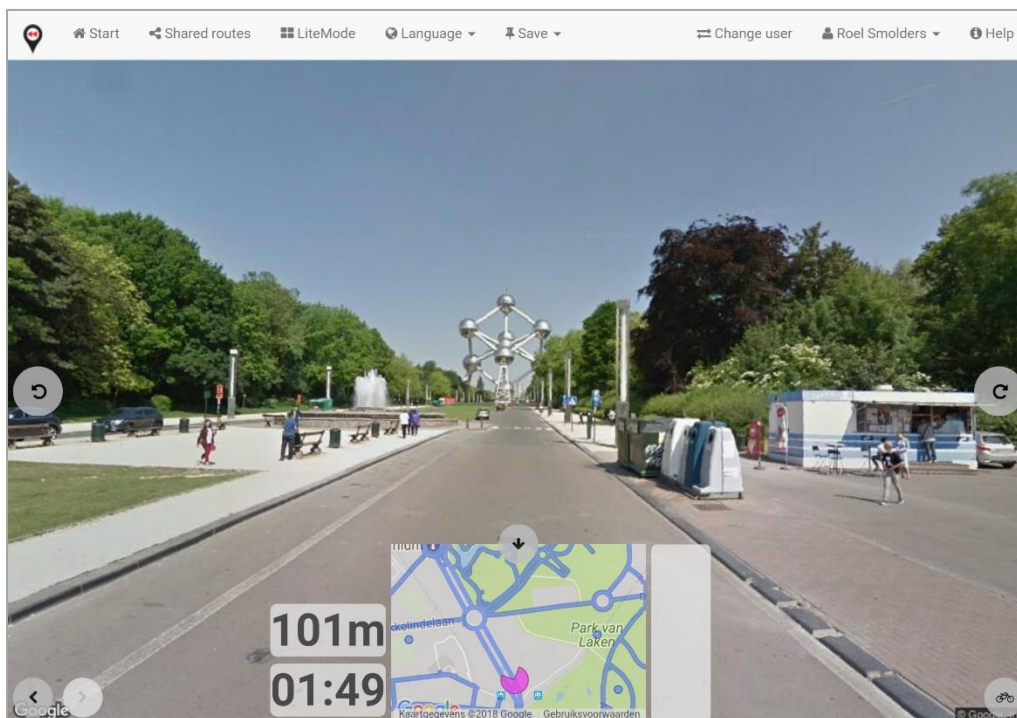 Start Shared routes LiteMode Language Save Change user Roel Smolders Help
101m
01:49
kkelindelaan
Park van
Laken
Google
Google
Kaartgegevens ©2018 Google Gebruiksvoorwaarden